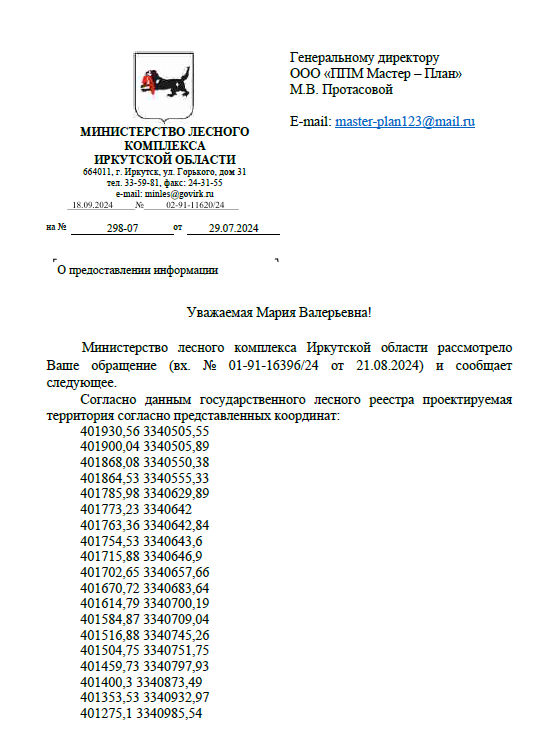 Генеральному директору
ООО «ППМ Мастер – План»
М.В. Протасовой
E-mail: master-plan123@mail.ru
МИНИСТЕРСТВО ЛЕСНОГО
КОМПЛЕКСА
ИРКУТСКОЙ ОБЛАСТИ
664011, г. Иркутск, ул. Горького, дом 31
тел. 33-59-81, факс: 24-31-55
e-mail: minles@govirk.ru
18.09.2024 № 02-91-11620/24
на № 298-07 от 29.07.2024
О предоставлении информации
Уважаемая Мария Валерьевна!
Министерство лесного комплекса Иркутской области рассмотрело
Ваше обращение (вх. № 01-91-16396/24 от 21.08.2024) и сообщает
следующее.
Согласно данным государственного лесного реестра проектируемая
территория согласно представленных координат:
401930,56 3340505,55
401900,04 3340505,89
401868,08 3340550,38
401864,53 3340555,33
401785,98 3340629,89
401773,23 3340642
401763,36 3340642,84
401754,53 3340643,6
401715,88 3340646,9
401702,65 3340657,66
401670,72 3340683,64
401614,79 3340700,19
401584,87 3340709,04
401516,88 3340745,26
401504,75 3340751,75
401459,73 3340797,93
401400,3 3340873,49
401353,53 3340932,97
401275,1 3340985,54